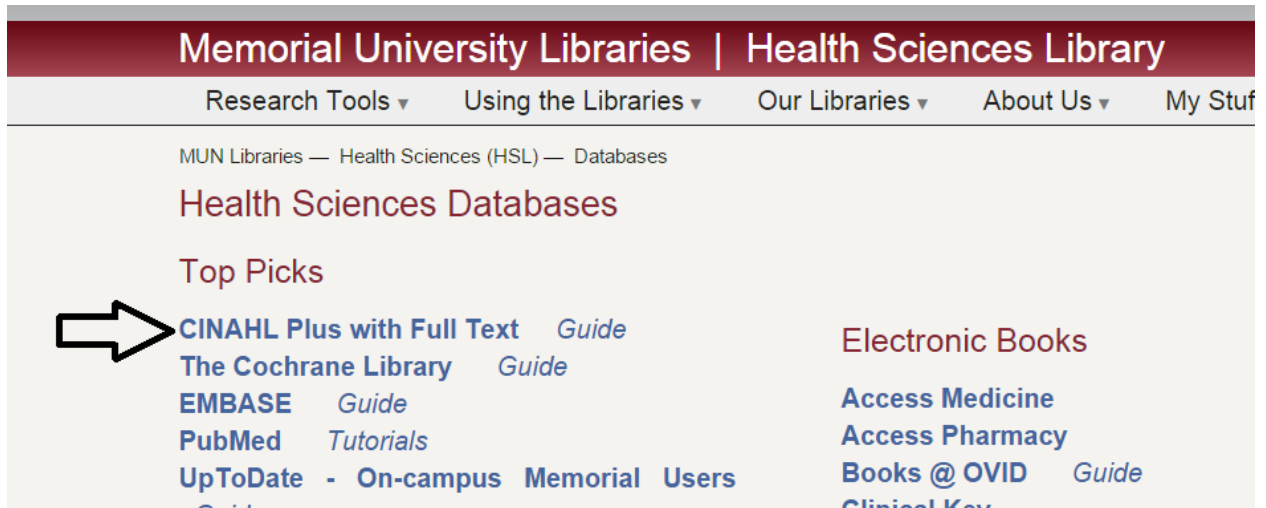 Memorial University Libraries | Health Sciences Library
Research Tools ▾ Using the Libraries ▾ Our Libraries ▾ About Us ▾ My Stuf
MUN Libraries — Health Sciences (HSL) — Databases
Health Sciences Databases
Top Picks
CINAHL Plus with Full Text Guide
The Cochrane Library Guide
EMBASE Guide
PubMed Tutorials
UpToDate - On-campus Memorial Users
Electronic Books
Access Medicine
Access Pharmacy
Books @ OVID Guide